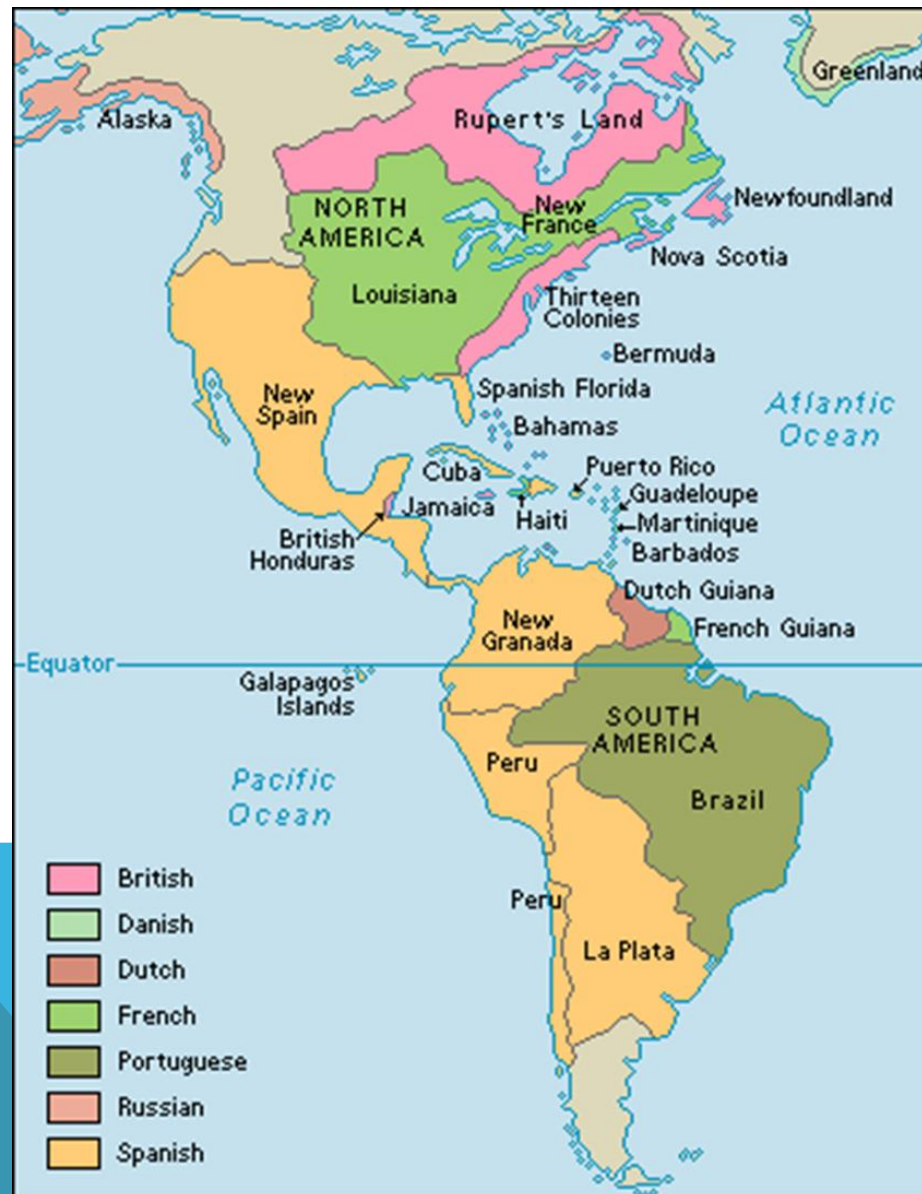 Greenland
Alaska
Rupert's Land
Newfoundland
NORTH
AMERICA
New
France
Nova Scotia
Louisiana
Thirteen
Colonies
Bermuda
New
Spain
Spanish Florida
Atlantic
Ocean
Bahamas
Cuba
Puerto Rico
Guadeloupe
Jamaica
Haiti
Martinique
British
Honduras
Barbados
Dutch Guiana
New
Granada
French Guiana
Equator
Galapagos
Islands
SOUTH
AMERICA
Peru
Pacific
Ocean
Brazil
Peru
La Plata
British
Danish
Dutch
French
Portuguese
Russian
Spanish